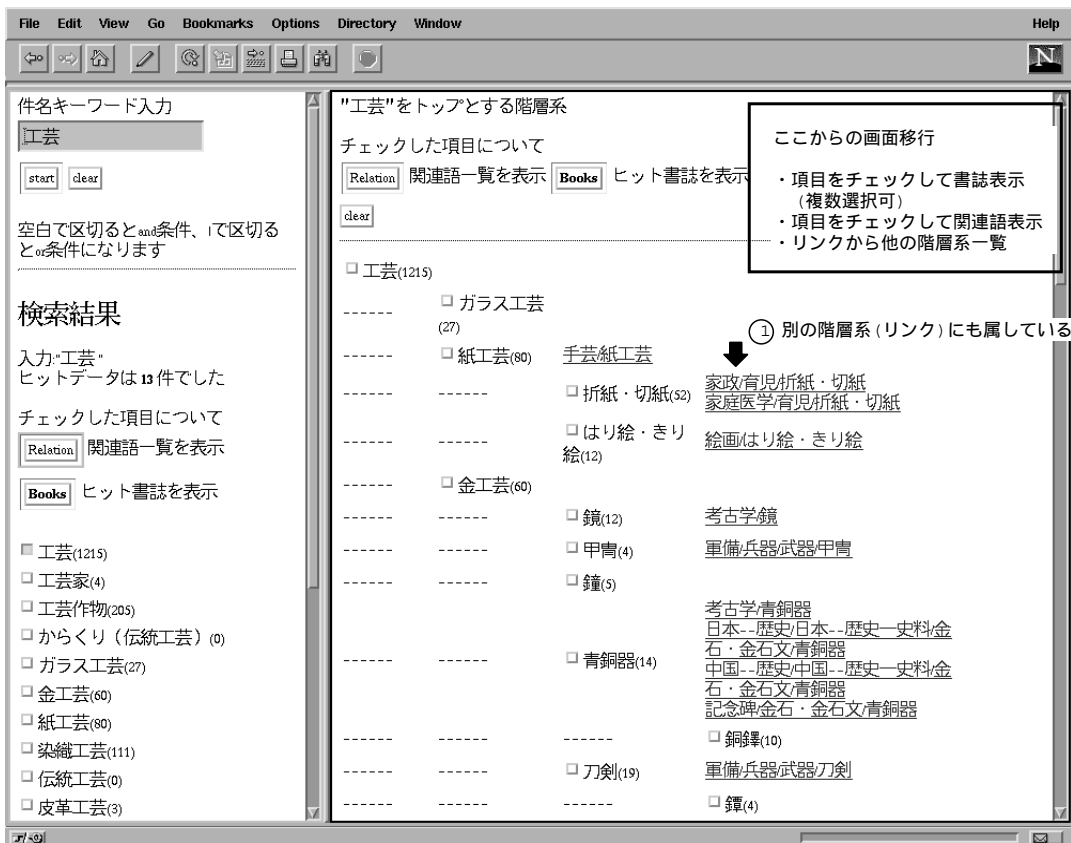 File Edit View Go Bookmarks Options Directory Window Help
N
件名キーワード入力
工芸
start clear
空白で区切るとand条件、|で区切る
とor条件になります
検索結果
入力:"工芸"
ヒットデータは 13 件でした
チェックした項目について
Relation 関連語一覧を表示
Books ヒット書誌を表示
工芸(1215)
工芸家(4)
工芸作物(205)
からくり（伝統工芸）(0)
ガラス工芸(27)
金工芸(60)
紙工芸(80)
染織工芸(111)
伝統工芸(0)
皮革工芸(3)
"工芸"をトップとする階層系
チェックした項目について
Relation 関連語一覧を表示 Books ヒット書誌を表示
clear
ここからの画面移行
・項目をチェックして書誌表示
（複数選択可）
・項目をチェックして関連語表示
・リンクから他の階層系一覧
工芸(1215)
------ ガラス工芸
(27)
① 別の階層系(リンク)にも属している
------ 紙工芸(80) 手芸/紙工芸
------ ------ 折紙・切紙(52) 家政/育児/折紙・切紙
家庭医学/育児/折紙・切紙
------ ------ はり絵・きり
絵(12) 絵画/はり絵・きり絵
------ 金工芸(60)
------ ------ 鏡(12) 考古学/鏡
------ ------ 甲冑(4) 軍備/兵器/武器/甲冑
------ ------ 鐘(5)
------ ------ 青銅器(14) 考古学/青銅器
日本--歴史/日本--歴史―史料/金
石・金石文/青銅器
中国--歴史/中国--歴史―史料/金
石・金石文/青銅器
記念碑/金石・金石文/青銅器
------ ------ ------ 銅鐸(10)
------ ------ 刀剣(19) 軍備/兵器/武器/刀剣
------ ------ ------ 鐔(4)